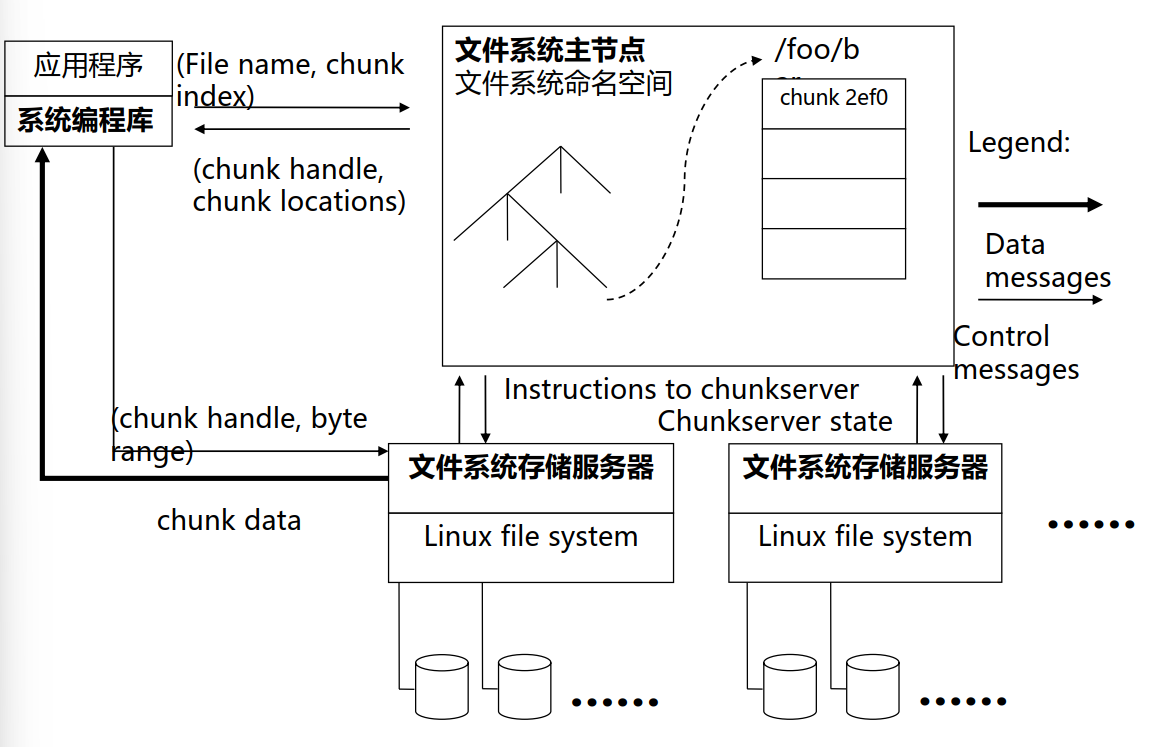 应用程序
系统编程库
(File name, chunk
index)
(chunk handle,
chunk locations)
文件系统主节点
文件系统命名空间
/foo/b
chunk 2ef0
Legend:
Data
messages
Control
messages
Instructions to chunkserver
Chunkserver state
(chunk handle, byte
range)
chunk data
文件系统存储服务器
Linux file system
文件系统存储服务器
Linux file system
••••••
••••••
••••••